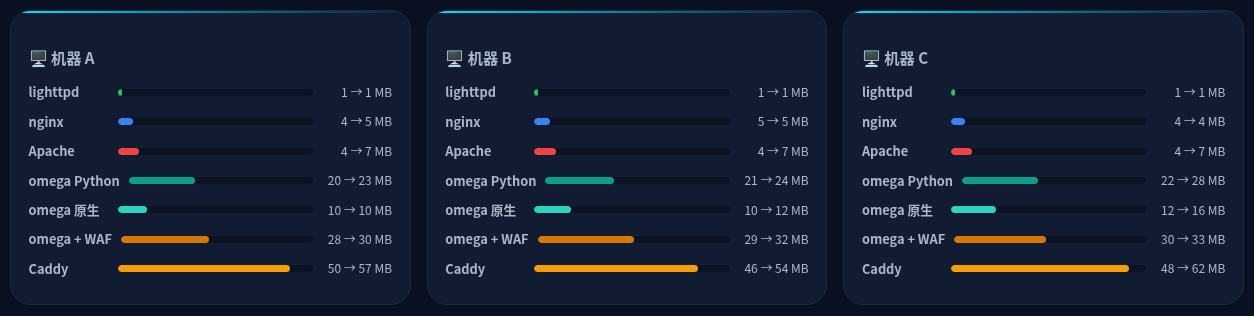 机器 A
lighttpd 1 → 1 MB
nginx 4 → 5 MB
Apache 4 → 7 MB
omega Python 20 → 23 MB
omega 原生 10 → 10 MB
omega + WAF 28 → 30 MB
Caddy 50 → 57 MB
机器 B
lighttpd 1 → 1 MB
nginx 5 → 5 MB
Apache 4 → 7 MB
omega Python 21 → 24 MB
omega 原生 10 → 12 MB
omega + WAF 29 → 32 MB
Caddy 46 → 54 MB
机器 C
lighttpd 1 → 1 MB
nginx 4 → 4 MB
Apache 4 → 7 MB
omega Python 22 → 28 MB
omega 原生 12 → 16 MB
omega + WAF 30 → 33 MB
Caddy 48 → 62 MB